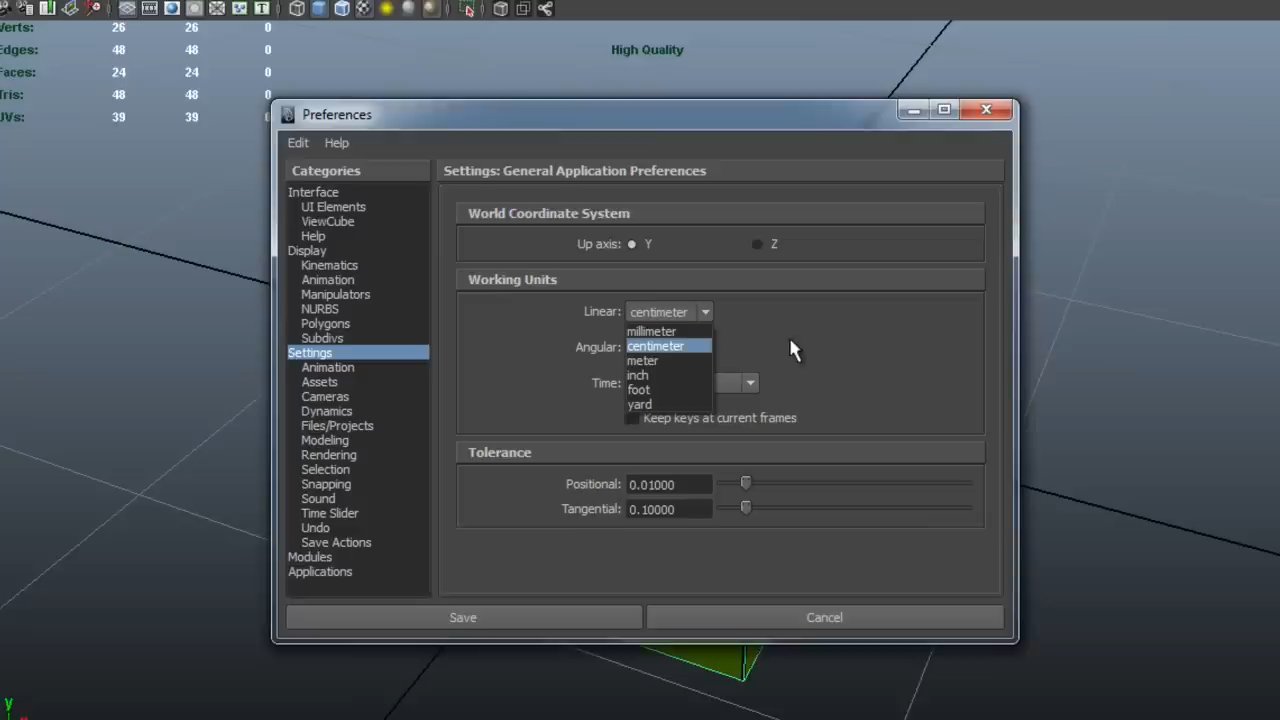 Verts: 26 26 0
Edges: 48 48 0
Faces: 24 24 0
Tris: 48 48 0
UVs: 39 39 0
High Quality
Preferences
Edit Help
Categories
Interface
UI Elements
ViewCube
Help
Display
Kinematics
Animation
Manipulators
NURBS
Polygons
Subdivs
Settings
Animation
Assets
Cameras
Dynamics
Files/Projects
Modeling
Rendering
Selection
Snapping
Sound
Time Slider
Undo
Save Actions
Modules
Applications
Settings: General Application Preferences
World Coordinate System
Up axis: Y Z
Working Units
Linear: centimeter
millimeter
centimeter
Angular:
meter
inch
Time:
foot
yard
Keep keys at current frames
Tolerance
Positional: 0.01000
Tangential: 0.10000
Save Cancel
y